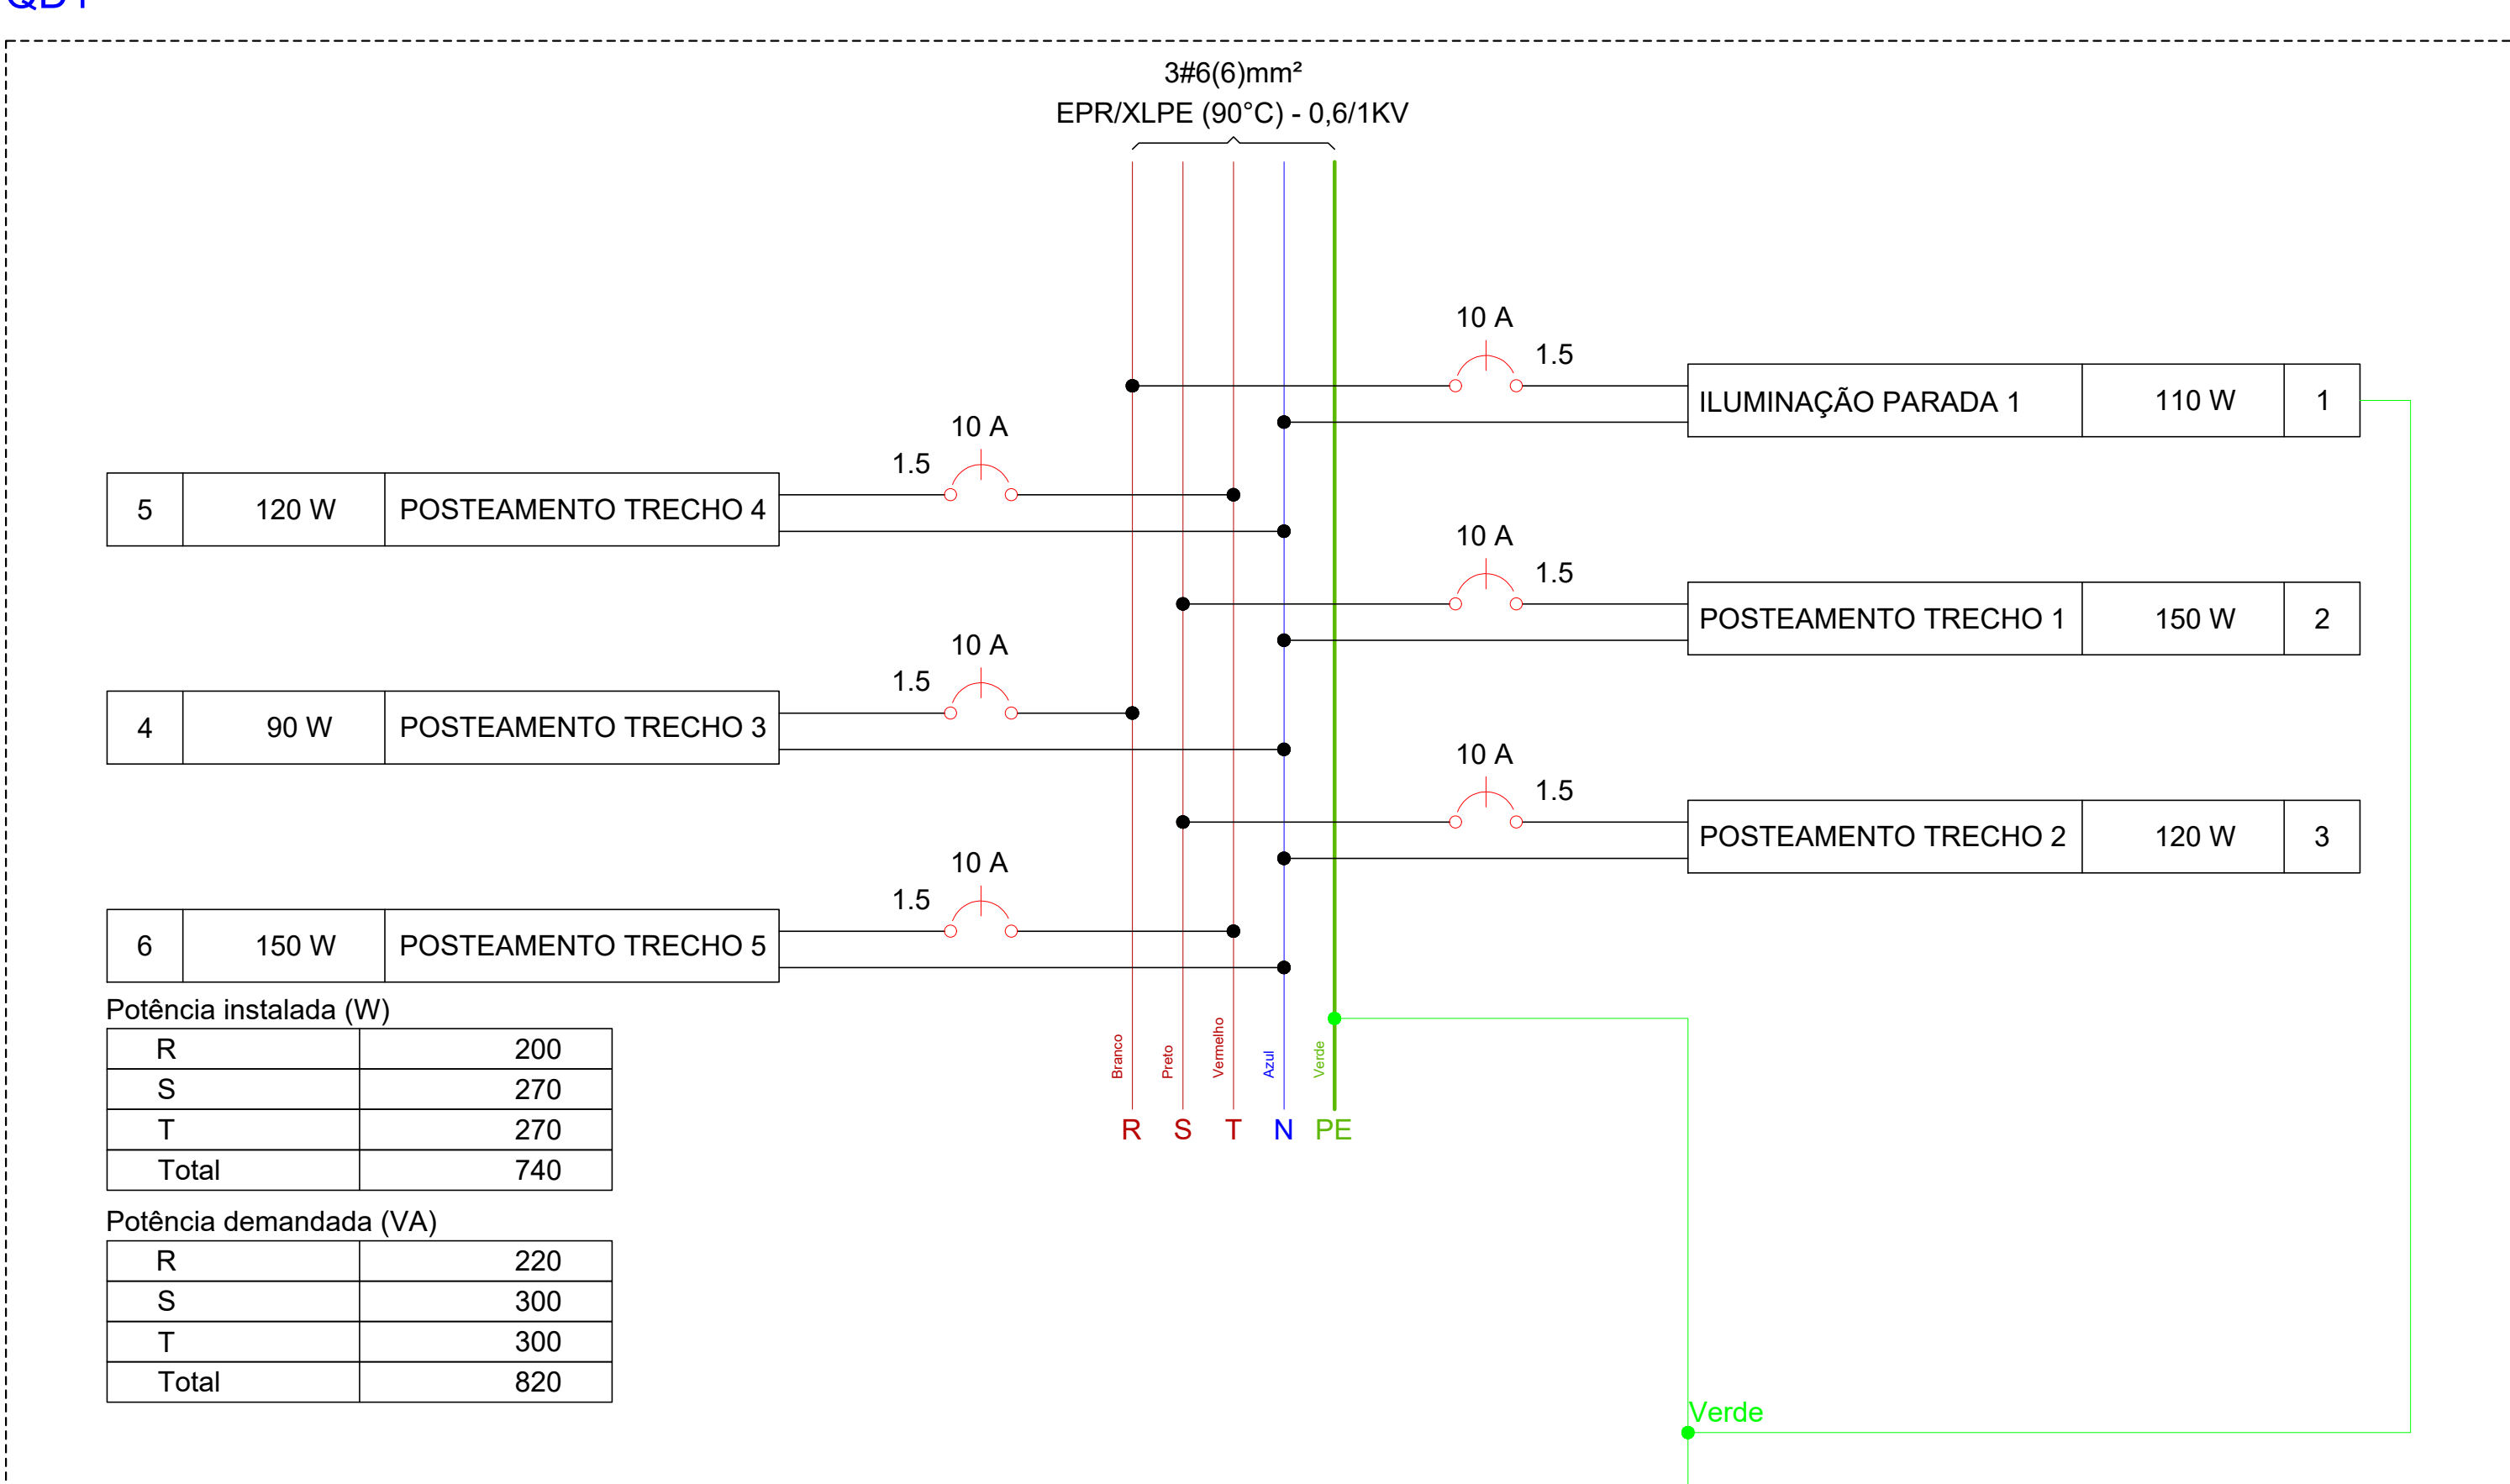 3#6(6)mm²
EPR/XLPE (90°C) - 0,6/1KV
10 A
1.5
ILUMINAÇÃO PARADA 1 110 W 1
10 A
1.5
5 120 W POSTEAMENTO TRECHO 4
10 A
1.5
POSTEAMENTO TRECHO 1 150 W 2
10 A
1.5
4 90 W POSTEAMENTO TRECHO 3
10 A
1.5
POSTEAMENTO TRECHO 2 120 W 3
10 A
1.5
6 150 W POSTEAMENTO TRECHO 5
Potência instalada (W)
R 200
S 270
T 270
Total 740
Branco
Preto
Vermelho
Azul
Verde
R S T N PE
Potência demandada (VA)
R 220
S 300
T 300
Total 820
Verde